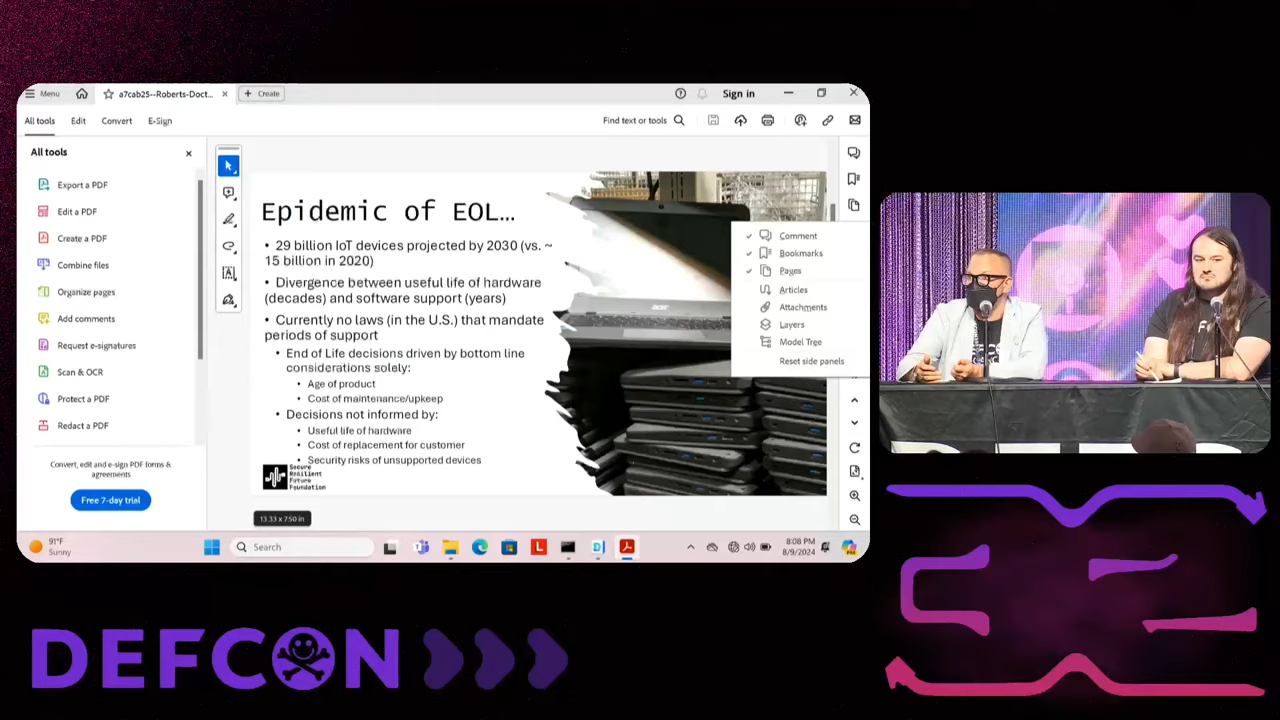 Menu
a7cab25--Roberts-Doct...
Create
Sign in
All tools
Edit
Convert
E-Sign
Find text or tools
All tools
Export a PDF
Edit a PDF
Create a PDF
Combine files
Organize pages
Add comments
Request e-signatures
Scan & OCR
Protect a PDF
Redact a PDF
Convert, edit and e-sign PDF forms &
agreements
Free 7-day trial
Epidemic of EOL...
• 29 billion IoT devices projected by 2030 (vs. ~
15 billion in 2020)
• Divergence between useful life of hardware
(decades) and software support (years)
• Currently no laws (in the U.S.) that mandate
periods of support
• End of Life decisions driven by bottom line
considerations solely:
• Age of product
• Cost of maintenance/upkeep
• Decisions not informed by:
• Useful life of hardware
• Cost of replacement for customer
• Security risks of unsupported devices
Secure
Resilient
Future
Foundation
acer
Comment
Bookmarks
Pages
Articles
Attachments
Layers
Model Tree
Reset side panels
13.33 x 7.50 in
91°F
Sunny
Search
8:08 PM
8/9/2024
DEFCON
32